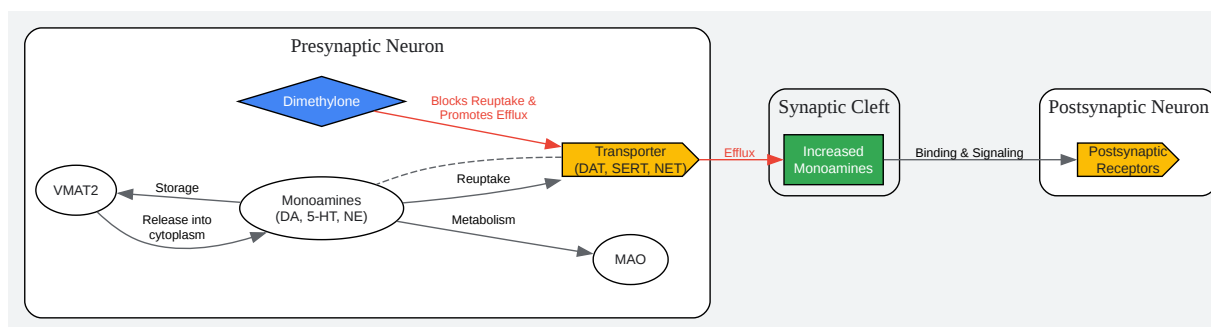 Presynaptic Neuron
Dimethylone
Blocks Reuptake &
Promotes Efflux
Transporter
(DAT, SERT, NET)
Efflux
Synaptic Cleft
Increased
Monoamines
Binding & Signaling
Postsynaptic Neuron
Postsynaptic
Receptors
VMAT2
Storage
Release into
cytoplasm
Monoamines
(DA, 5-HT, NE)
Reuptake
Metabolism
MAO